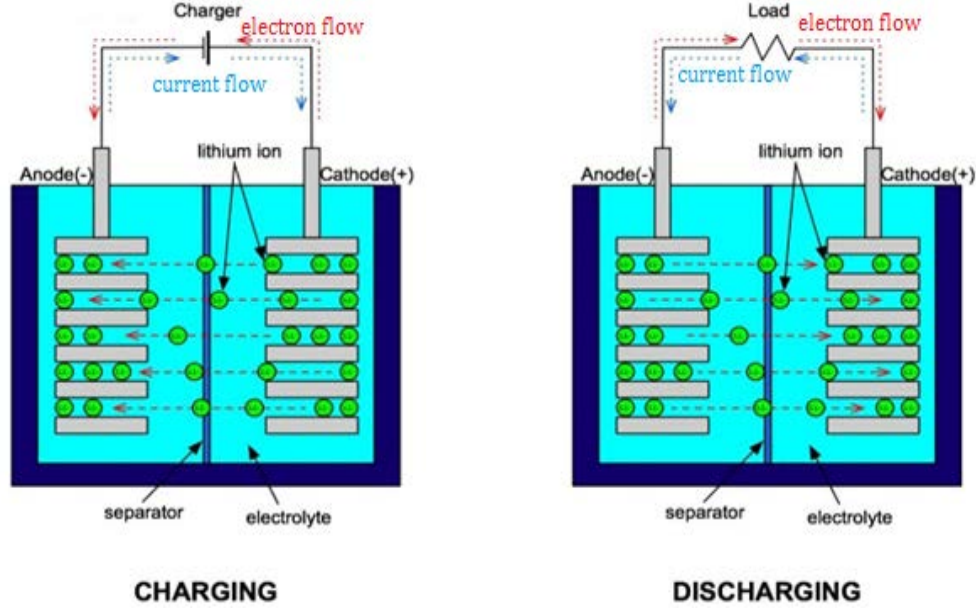 Charger
electron flow
current flow
lithium ion
Anode(-)
Cathode(+)
separator
electrolyte
CHARGING
Load
electron flow
current flow
lithium ion
Anode(-)
Cathode(+)
separator
electrolyte
DISCHARGING